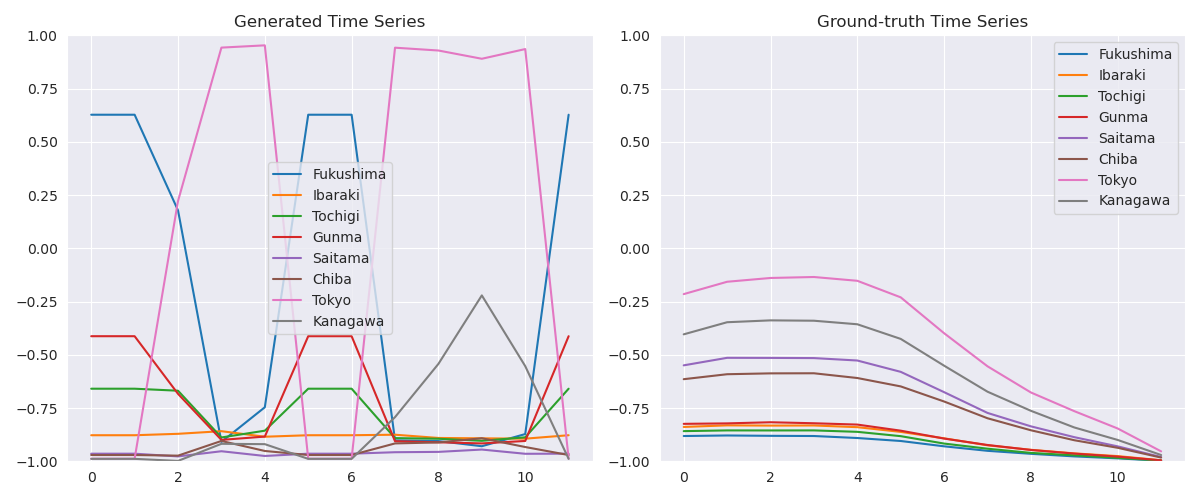 Generated Time Series
1.00
0.75
0.50
0.25
0.00
−0.25
−0.50
−0.75
−1.00
0 2 4 6 8 10
Fukushima
Ibaraki
Tochigi
Gunma
Saitama
Chiba
Tokyo
Kanagawa
Ground-truth Time Series
1.00
0.75
0.50
0.25
0.00
−0.25
−0.50
−0.75
−1.00
0 2 4 6 8 10
Fukushima
Ibaraki
Tochigi
Gunma
Saitama
Chiba
Tokyo
Kanagawa